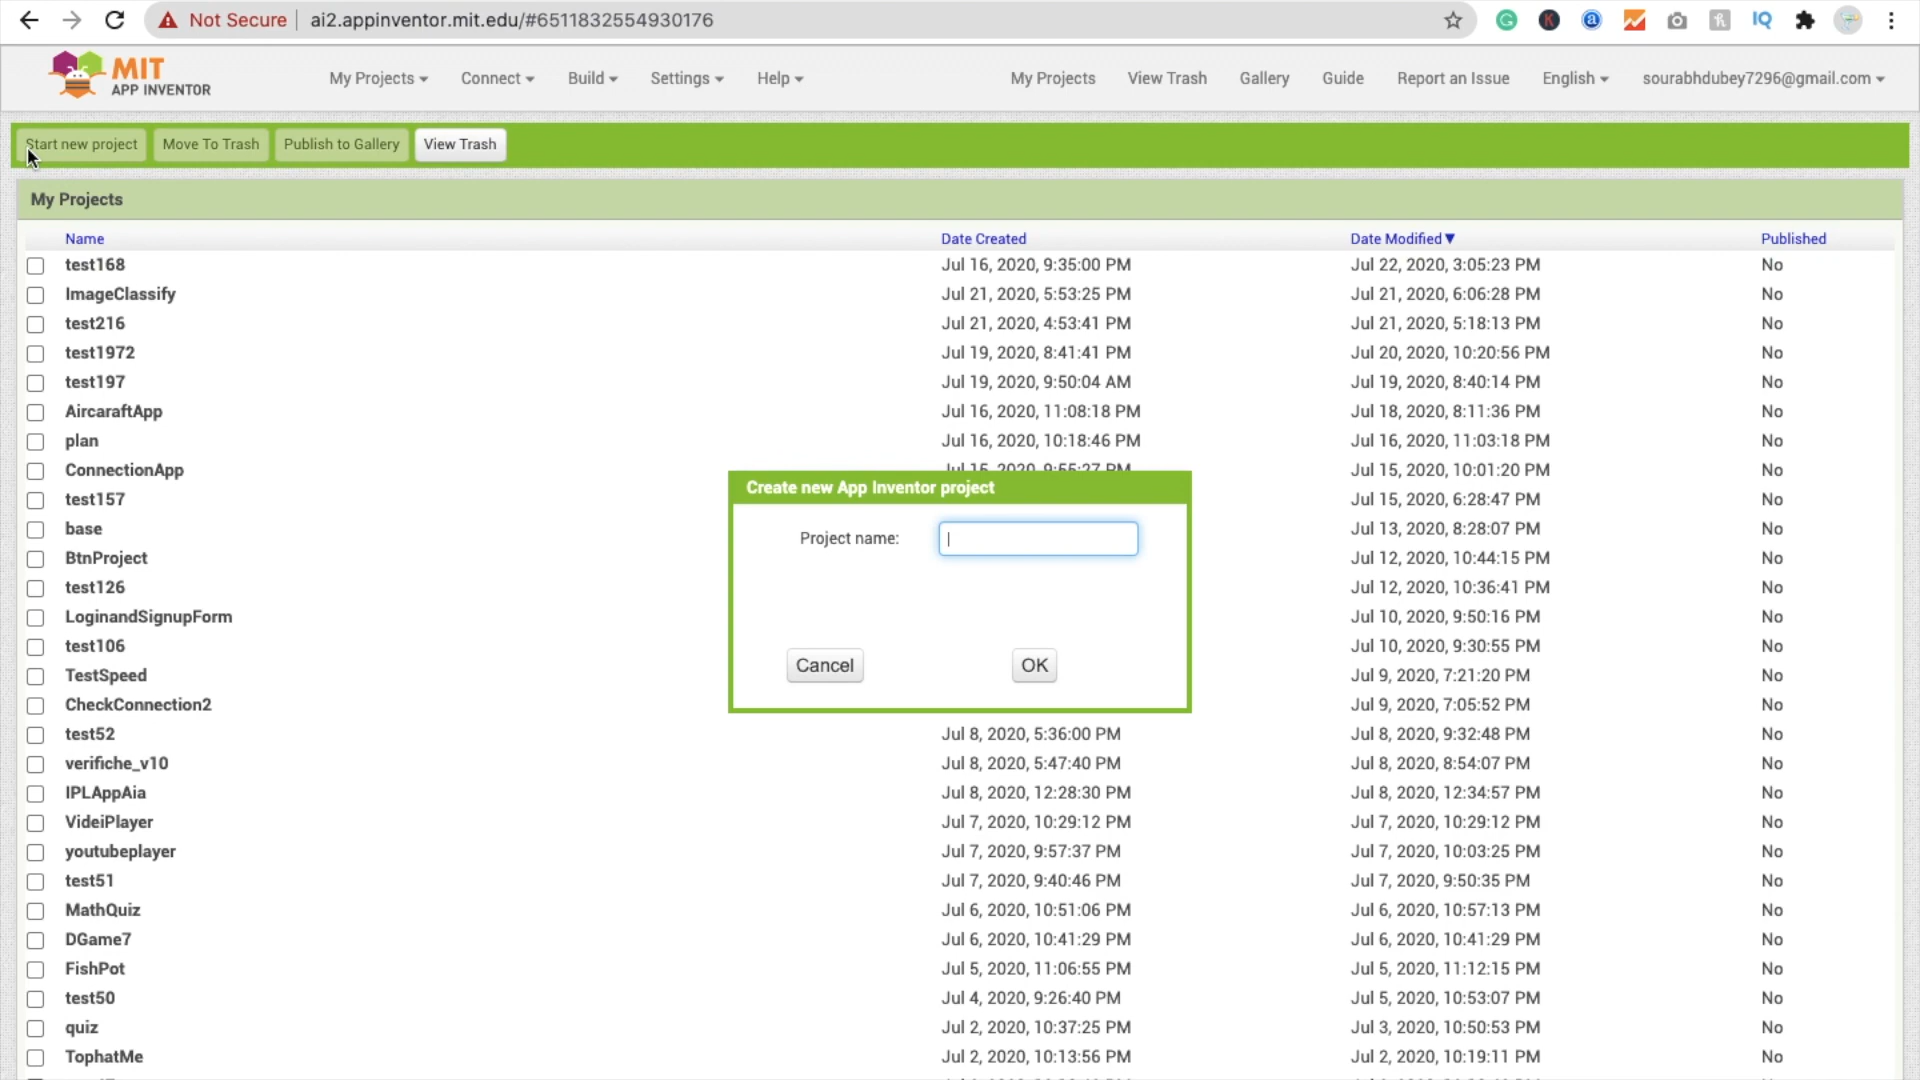 Not Secure ai2.appinventor.mit.edu/#6511832554930176
MIT
APP INVENTOR
My Projects Connect Build Settings Help My Projects View Trash Gallery Guide Report an Issue English sourabhdubey7296@gmail.com
Start new project Move To Trash Publish to Gallery View Trash
My Projects
Name Date Created Date Modified▼ Published
test168 Jul 16, 2020, 9:35:00 PM Jul 22, 2020, 3:05:23 PM No
ImageClassify Jul 21, 2020, 5:53:25 PM Jul 21, 2020, 6:06:28 PM No
test216 Jul 21, 2020, 4:53:41 PM Jul 21, 2020, 5:18:13 PM No
test1972 Jul 19, 2020, 8:41:41 PM Jul 20, 2020, 10:20:56 PM No
test197 Jul 19, 2020, 9:50:04 AM Jul 19, 2020, 8:40:14 PM No
AircaraftApp Jul 16, 2020, 11:08:18 PM Jul 18, 2020, 8:11:36 PM No
plan Jul 16, 2020, 10:18:46 PM Jul 16, 2020, 11:03:18 PM No
ConnectionApp Jul 15, 2020, 9:55:27 PM Jul 15, 2020, 10:01:20 PM No
test157 Jul 15, 2020, 6:28:47 PM No
base Jul 13, 2020, 8:28:07 PM No
BtnProject Jul 12, 2020, 10:44:15 PM No
test126 Jul 12, 2020, 10:36:41 PM No
LoginandSignupForm Jul 10, 2020, 9:50:16 PM No
test106 Jul 10, 2020, 9:30:55 PM No
TestSpeed Jul 9, 2020, 7:21:20 PM No
CheckConnection2 Jul 9, 2020, 7:05:52 PM No
Create new App Inventor project
Project name:
Cancel OK
test52 Jul 8, 2020, 5:36:00 PM Jul 8, 2020, 9:32:48 PM No
verifiche_v10 Jul 8, 2020, 5:47:40 PM Jul 8, 2020, 8:54:07 PM No
IPLAppAia Jul 8, 2020, 12:28:30 PM Jul 8, 2020, 12:34:57 PM No
VideiPlayer Jul 7, 2020, 10:29:12 PM Jul 7, 2020, 10:29:12 PM No
youtubeplayer Jul 7, 2020, 9:57:37 PM Jul 7, 2020, 10:03:25 PM No
test51 Jul 7, 2020, 9:40:46 PM Jul 7, 2020, 9:50:35 PM No
MathQuiz Jul 6, 2020, 10:51:06 PM Jul 6, 2020, 10:57:13 PM No
DGame7 Jul 6, 2020, 10:41:29 PM Jul 6, 2020, 10:41:29 PM No
FishPot Jul 5, 2020, 11:06:55 PM Jul 5, 2020, 11:12:15 PM No
test50 Jul 4, 2020, 9:26:40 PM Jul 5, 2020, 10:53:07 PM No
quiz Jul 2, 2020, 10:37:25 PM Jul 3, 2020, 10:50:53 PM No
TophatMe Jul 2, 2020, 10:13:56 PM Jul 2, 2020, 10:19:11 PM No